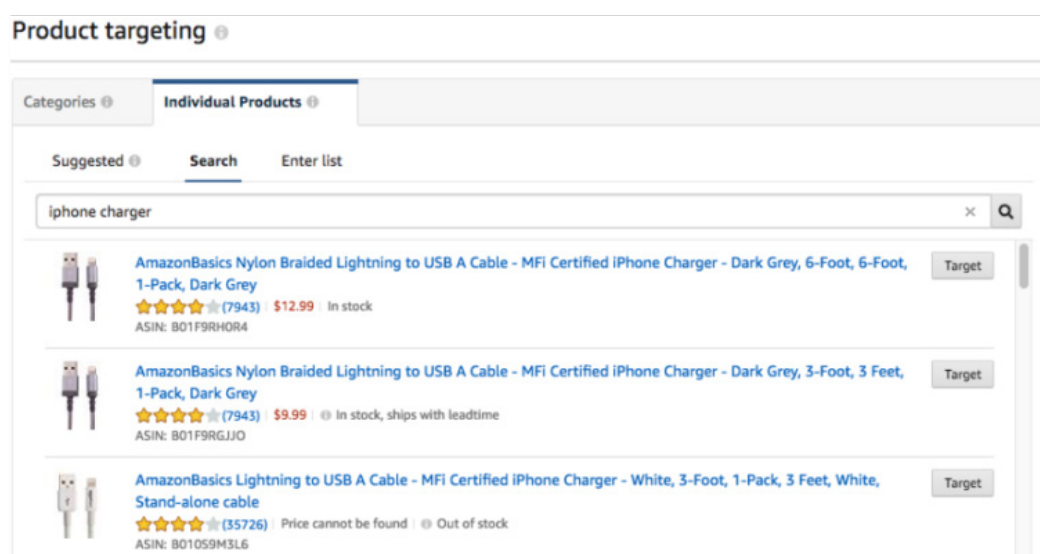 Product targeting
Categories
Individual Products
Suggested
Search
Enter list
iphone charger
AmazonBasics Nylon Braided Lightning to USB A Cable - MFi Certified iPhone Charger - Dark Grey, 6-Foot, 6-Foot,
1-Pack, Dark Grey
(7943) | $12.99 | In stock
ASIN: B01F9RHOR4
Target
AmazonBasics Nylon Braided Lightning to USB A Cable - MFi Certified iPhone Charger - Dark Grey, 3-Foot, 3 Feet,
1-Pack, Dark Grey
(7943) | $9.99 | In stock, ships with leadtime
ASIN: B01F9RGJJO
Target
AmazonBasics Lightning to USB A Cable - MFi Certified iPhone Charger - White, 3-Foot, 1-Pack, 3 Feet, White,
Stand-alone cable
(35726) | Price cannot be found | Out of stock
ASIN: B010S9M3L6
Target